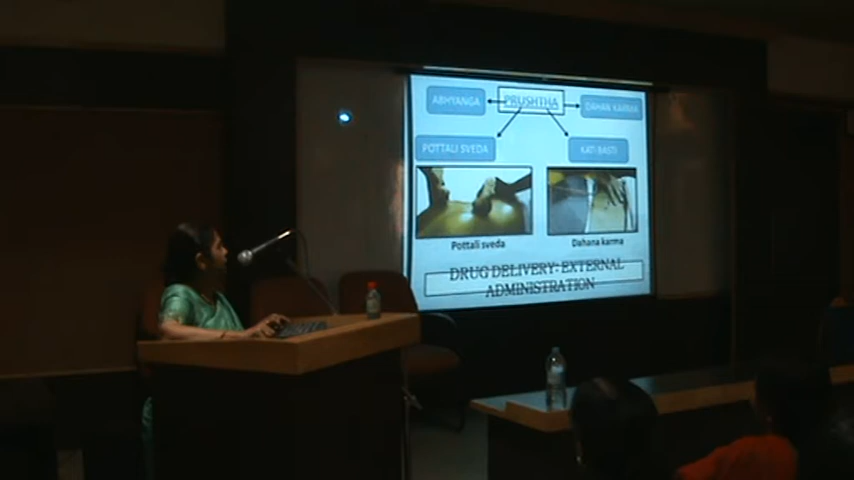 ABHYANGA
PRUSHTHA
DAHAN KARMA
POTTALI SVEDA
KATI BASTI
Pottali sveda
Dahana karma
DRUG DELIVERY: EXTERNAL
ADMINISTRATION